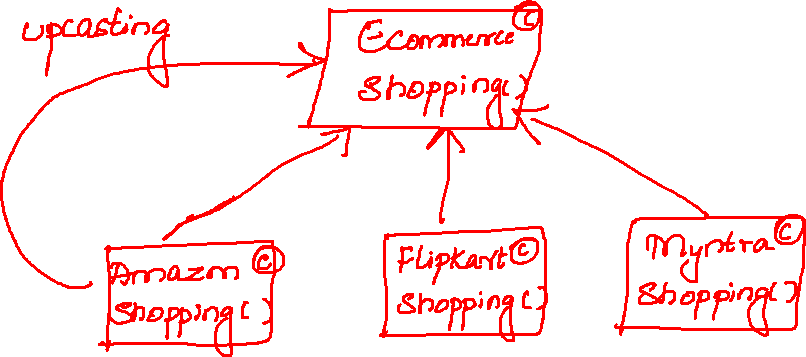 upcasting
Ecommerce ©
Shopping()
Amazon ©
Shopping()
Flipkart ©
Shopping()
Myntra ©
Shopping()